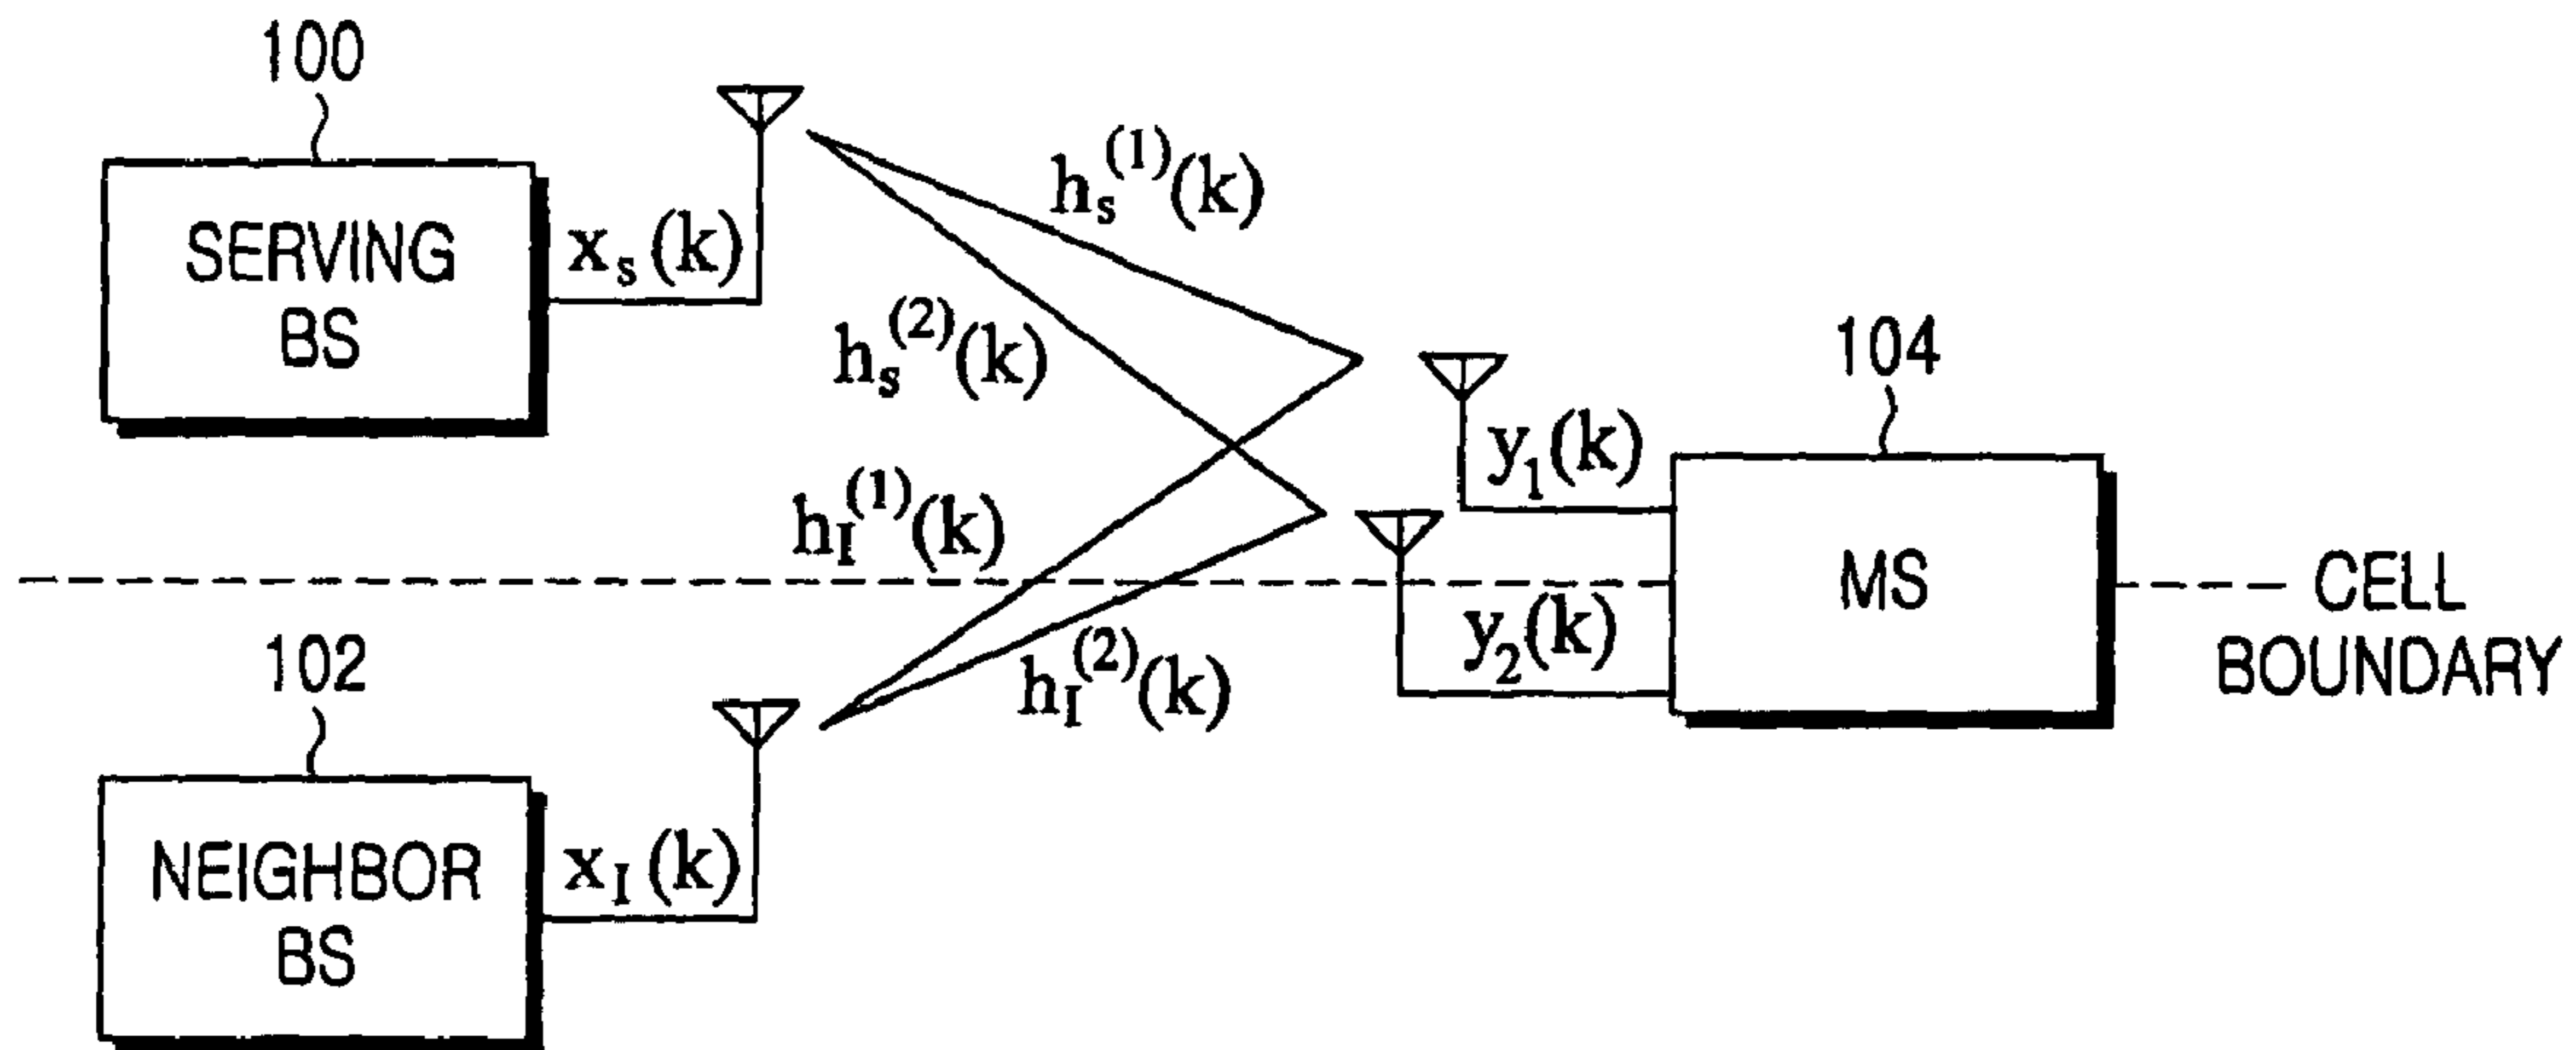 100
SERVING
BS
x_s(k)
h_s^(1)(k)
h_s^(2)(k)
104
y_1(k)
h_I^(1)(k)
MS
CELL
BOUNDARY
y_2(k)
102
h_I^(2)(k)
NEIGHBOR
BS
x_I(k)